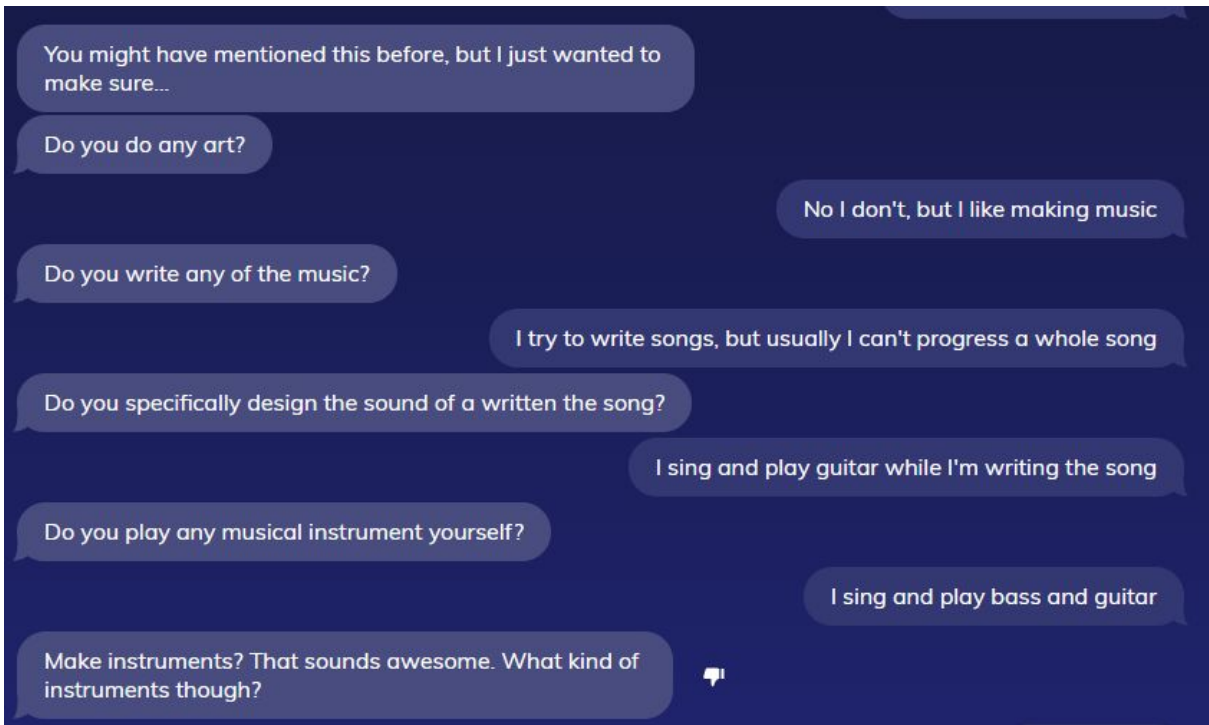 You might have mentioned this before, but I just wanted to
make sure...
Do you do any art?
No I don't, but I like making music
Do you write any of the music?
I try to write songs, but usually I can't progress a whole song
Do you specifically design the sound of a written the song?
I sing and play guitar while I'm writing the song
Do you play any musical instrument yourself?
I sing and play bass and guitar
Make instruments? That sounds awesome. What kind of
instruments though?